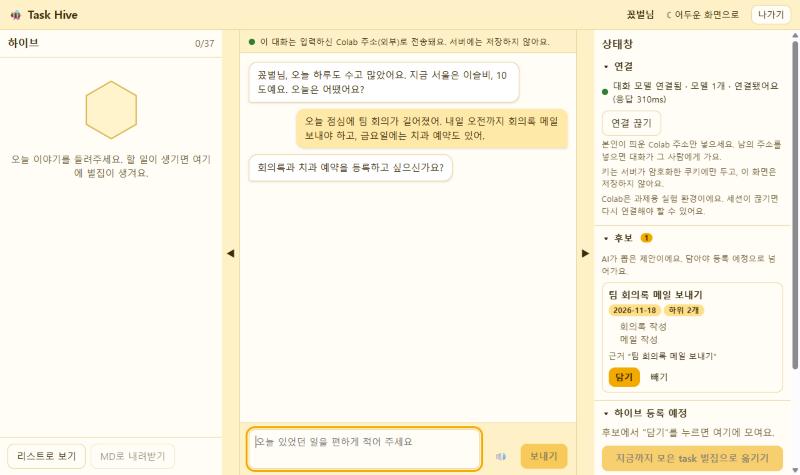 Task Hive
꿀벌님
☾ 어두운 화면으로
나가기
하이브
0/37
오늘 이야기를 들려주세요. 할 일이 생기면 여기
에 벌집이 생겨요.
리스트로 보기
MD로 내려받기
이 대화는 입력하신 Colab 주소(외부)로 전송돼요. 서버에는 저장하지 않아요.
꿀벌님, 오늘 하루도 수고 많았어요. 지금 서울은 이슬비, 10
도예요. 오늘은 어땠어요?
오늘 점심에 팀 회의가 길어졌어. 내일 오전까지 회의록 메일
보내야 하고, 금요일에는 치과 예약도 있어.
회의록과 치과 예약을 등록하고 싶으신가요?
오늘 있었던 일을 편하게 적어 주세요
보내기
상태창
연결
대화 모델 연결됨 · 모델 1개 · 연결됐어요
(응답 310ms)
연결 끊기
본인이 띄운 Colab 주소만 넣으세요. 남의 주소를
넣으면 대화가 그 사람에게 가요.
키는 서버가 암호화한 쿠키에만 두고, 이 화면은
저장하지 않아요.
Colab은 과제용 실험 환경이에요. 세션이 끊기면
다시 연결해야 할 수 있어요.
후보 1
AI가 뽑은 제안이에요. 담아야 등록 예정으로 넘
어가요.
팀 회의록 메일 보내기
2026-11-18 하위 2개
회의록 작성
메일 작성
근거 "팀 회의록 메일 보내기"
담기 빼기
하이브 등록 예정
후보에서 "담기"를 누르면 여기에 모여요.
지금까지 모은 task 벌집으로 옮기기